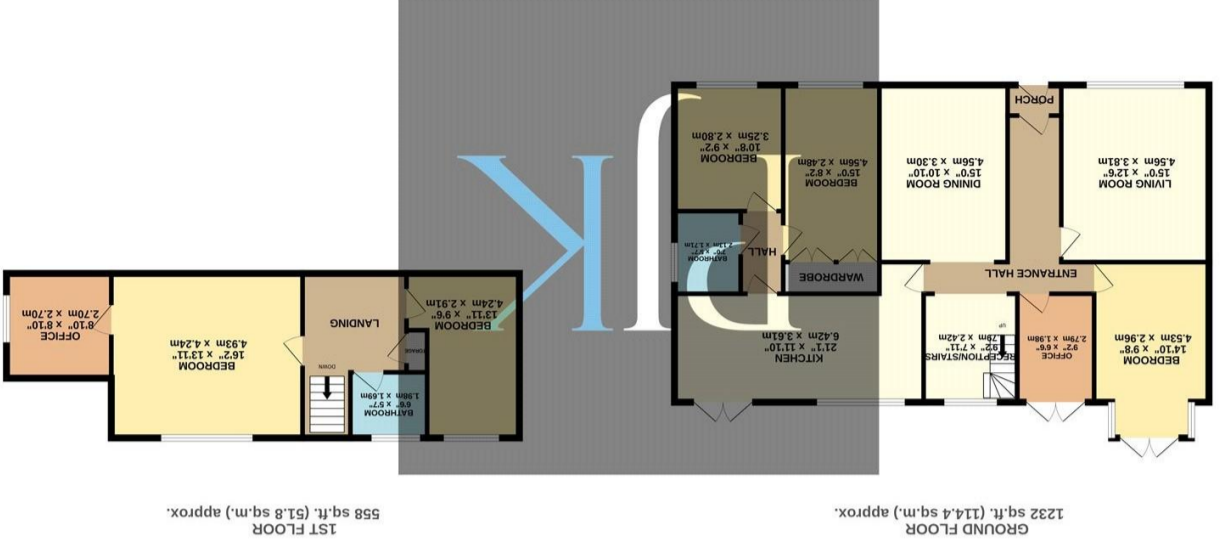 GROUND FLOOR
1232 sq.ft. (114.4 sq.m.) approx.
BEDROOM
14'10" x 9'8"
4.53m x 2.96m
OFFICE
9'2" x 6'6"
2.79m x 1.98m
RECEPTION/STAIRS
9'2" x 7'11"
2.79m x 2.42m
UP
KITCHEN
21'1" x 11'10"
6.42m x 3.61m
ENTRANCE HALL
WARDROBE
HALL
BATHROOM
7'0" x 5'7"
2.13m x 1.71m
LIVING ROOM
15'0" x 12'6"
4.56m x 3.81m
DINING ROOM
15'0" x 10'10"
4.56m x 3.30m
BEDROOM
15'0" x 8'2"
4.56m x 2.48m
BEDROOM
10'8" x 9'2"
3.25m x 2.80m
PORCH
DJK
1ST FLOOR
558 sq.ft. (51.8 sq.m.) approx.
BATHROOM
6'6" x 5'7"
1.98m x 1.69m
DOWN
STORAGE
BEDROOM
13'11" x 9'6"
4.24m x 2.91m
LANDING
BEDROOM
16'2" x 13'11"
4.93m x 4.24m
OFFICE
8'10" x 8'10"
2.70m x 2.70m